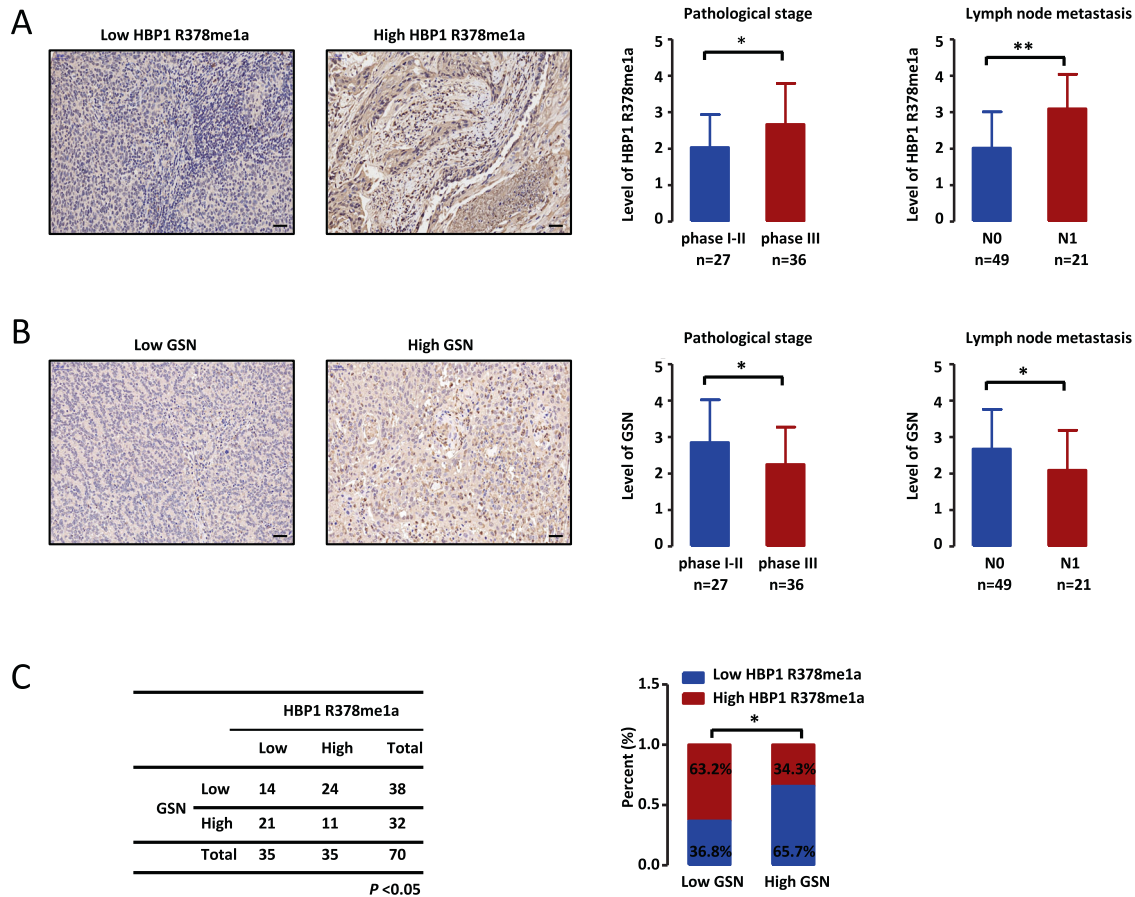 A
Low HBP1 R378me1a
High HBP1 R378me1a
Pathological stage
Level of HBP1 R378me1a
5
4
3
2
1
0
*
phase I-II
phase III
n=27
n=36
Lymph node metastasis
Level of HBP1 R378me1a
5
4
3
2
1
0
**
N0
N1
n=49
n=21
B
Low GSN
High GSN
Pathological stage
Level of GSN
5
4
3
2
1
0
*
phase I-II
phase III
n=27
n=36
Lymph node metastasis
Level of GSN
5
4
3
2
1
0
*
N0
N1
n=49
n=21
C
HBP1 R378me1a
Low High Total
GSN
Low 14 24 38
High 21 11 32
Total 35 35 70
P <0.05
Low HBP1 R378me1a
High HBP1 R378me1a
Percent (%)
1.5
1.0
0.5
0.0
*
63.2%
34.3%
36.8%
65.7%
Low GSN
High GSN